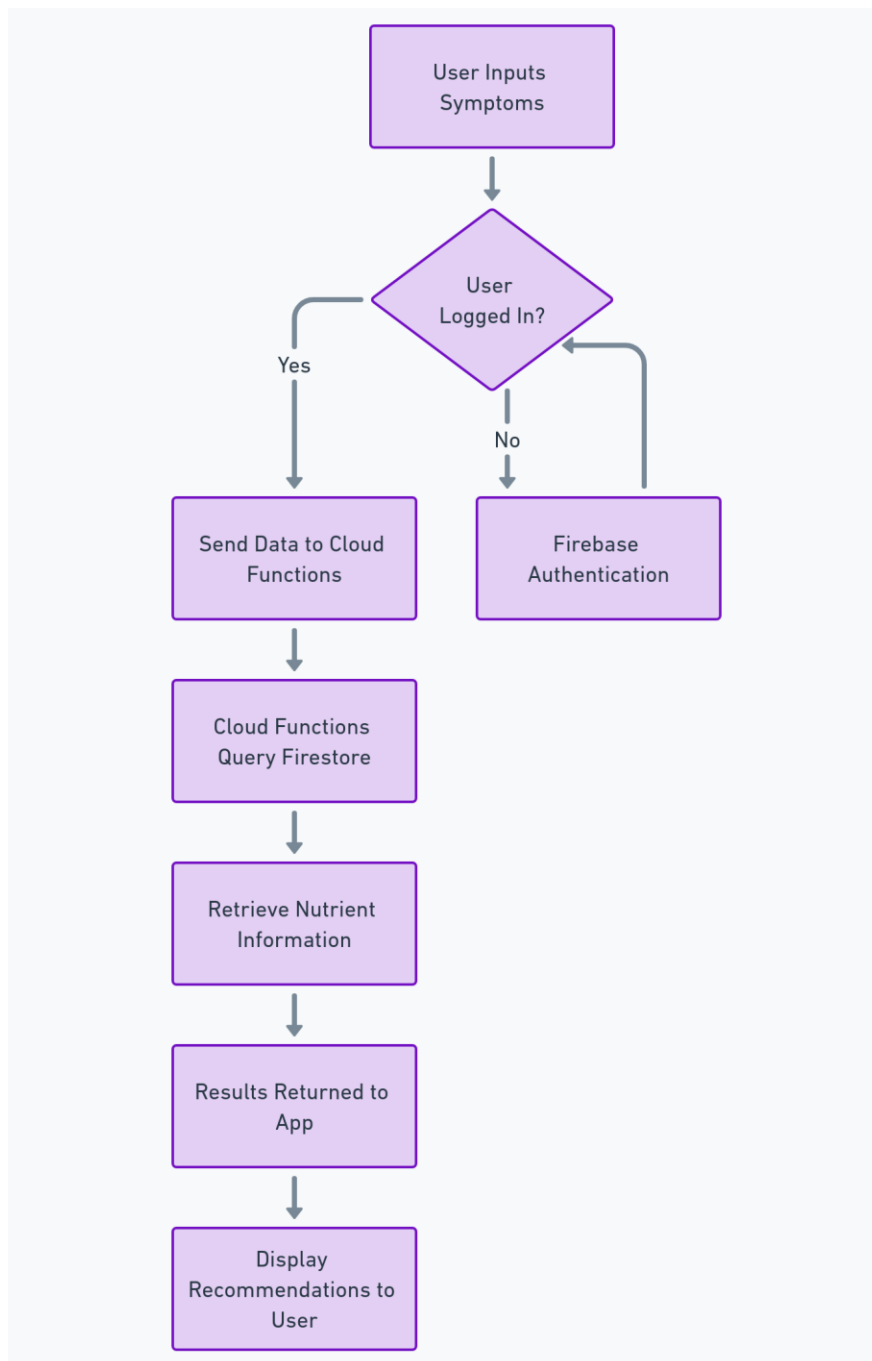 User Inputs
Symptoms
User
Logged In?
Yes
No
Send Data to Cloud
Functions
Firebase
Authentication
Cloud Functions
Query Firestore
Retrieve Nutrient
Information
Results Returned to
App
Display
Recommendations to
User